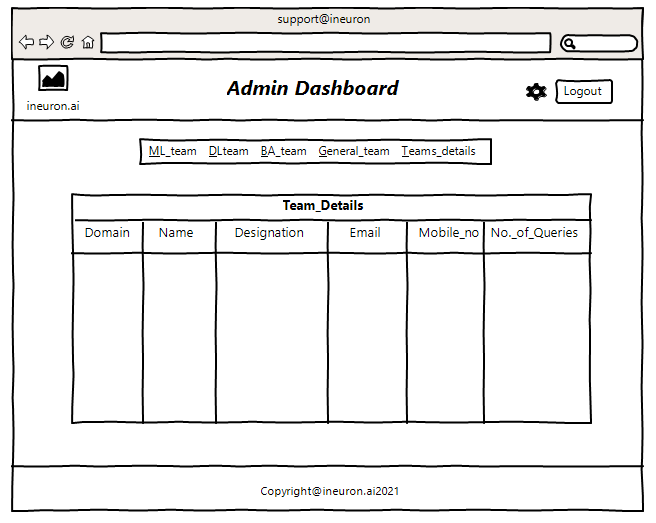 support@ineuron
Admin Dashboard
ineuron.ai
Logout
ML_team DLteam BA_team General_team Teams_details
Team_Details
Domain Name Designation Email Mobile_no No._of_Queries
Copyright@ineuron.ai2021